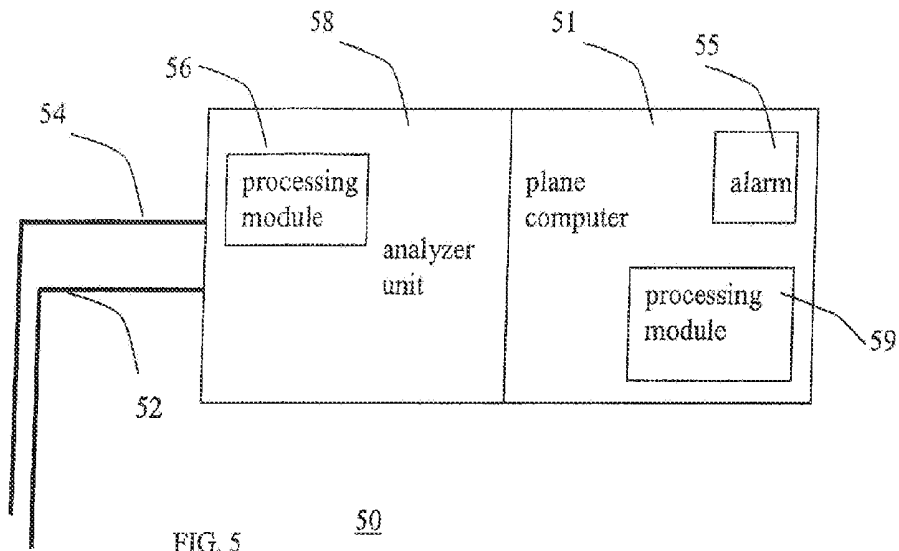 58
51
55
56
54
processing
module
analyzer
unit
plane
computer
alarm
processing
module
59
52
50
FIG. 5